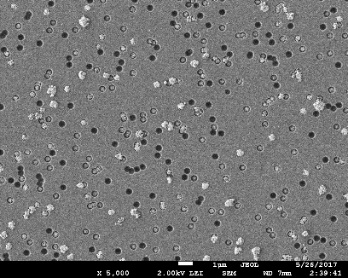 1µm JEOL 5/28/2017
X 5,000 2.00kV LEI SEM WD 7mm 2:39:41